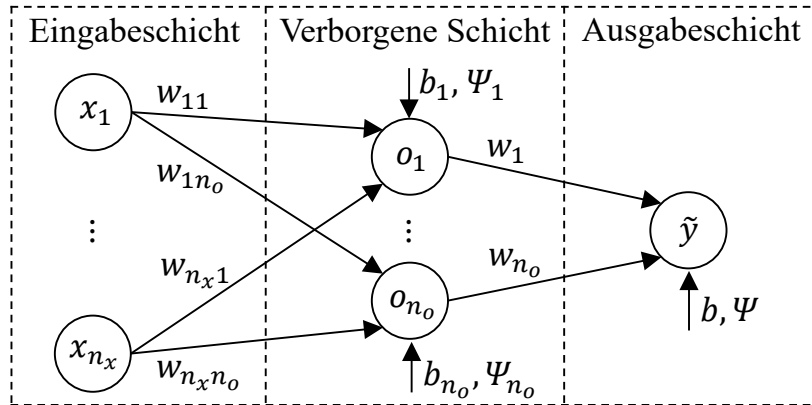 Eingabeschicht
Verborgene Schicht
Ausgabeschicht
x₁
w₁₁
w₁ₙₒ
⋮
wₙₓ₁
xₙₓ
wₙₓₙₒ
b₁, Ψ₁
o₁
⋮
oₙₒ
bₙₒ, Ψₙₒ
w₁
wₙₒ
ỹ
b, Ψ